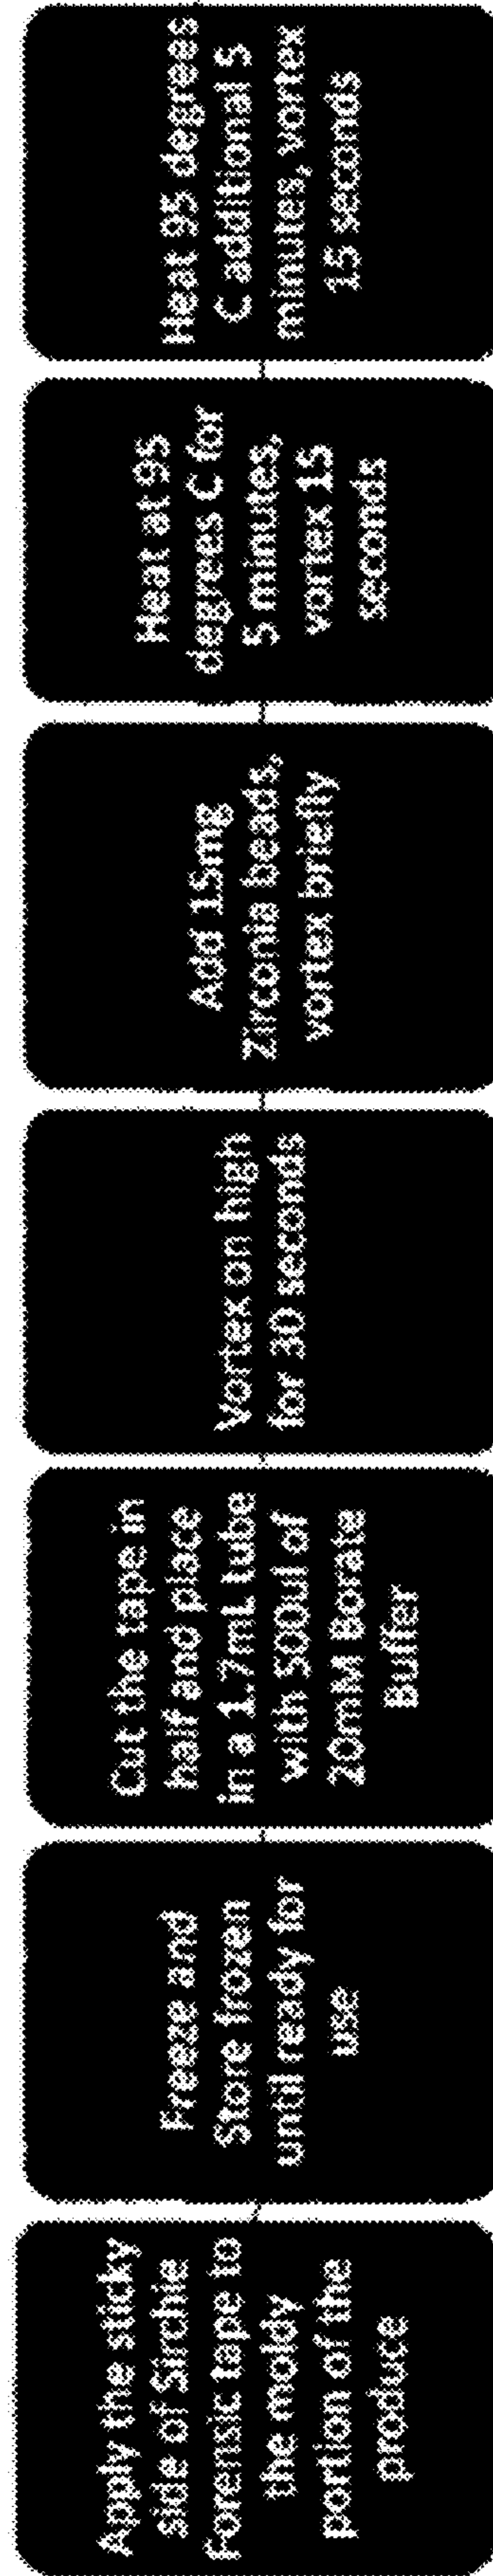 Apply the sticky
side of Sirchie
Forensic tape to
the moldy
portion of the
produce
Freeze and
Store frozen
until ready for
use
Cut the tape in
half and place
in a 1.7mL tube
with 500ul of
20mM Borate
Buffer
Vortex on high
for 30 seconds
Add 15mg
Zirconia beads,
vortex briefly
Heat at 95
degrees C for
5 minutes,
vortex 15
seconds
Heat 95 degrees
C additional 5
minutes, vortex
15 seconds